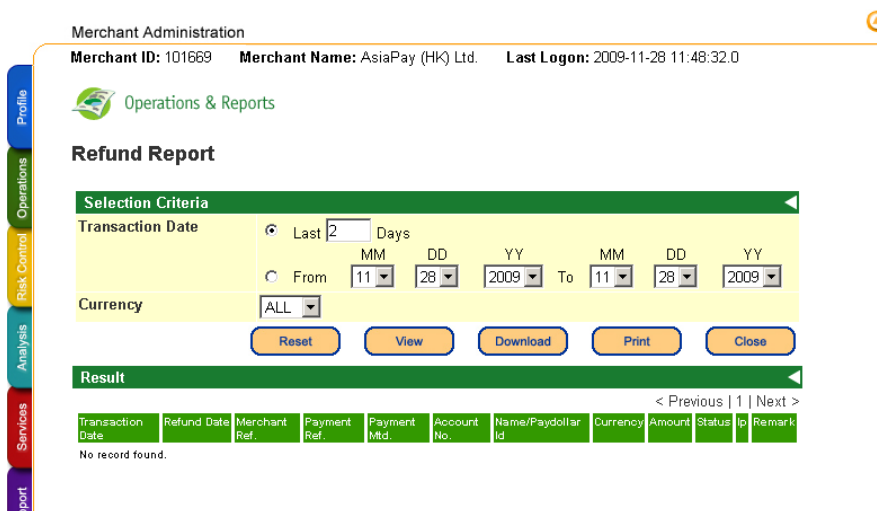 Merchant Administration
Merchant ID: 101669 Merchant Name: AsiaPay (HK) Ltd. Last Logon: 2009-11-28 11:48:32.0
Profile
Operations
Risk Control
Analysis
Services
Operations & Reports
Refund Report
Selection Criteria
Transaction Date
Last 2 Days
MM DD YY MM DD YY
From 11 28 2009 To 11 28 2009
Currency ALL
Reset View Download Print Close
Result
< Previous | 1 | Next >
Transaction Date Refund Date Merchant Ref. Payment Ref. Payment Mtd. Account No. Name/Paydollar Id Currency Amount Status Ip Remark
No record found.